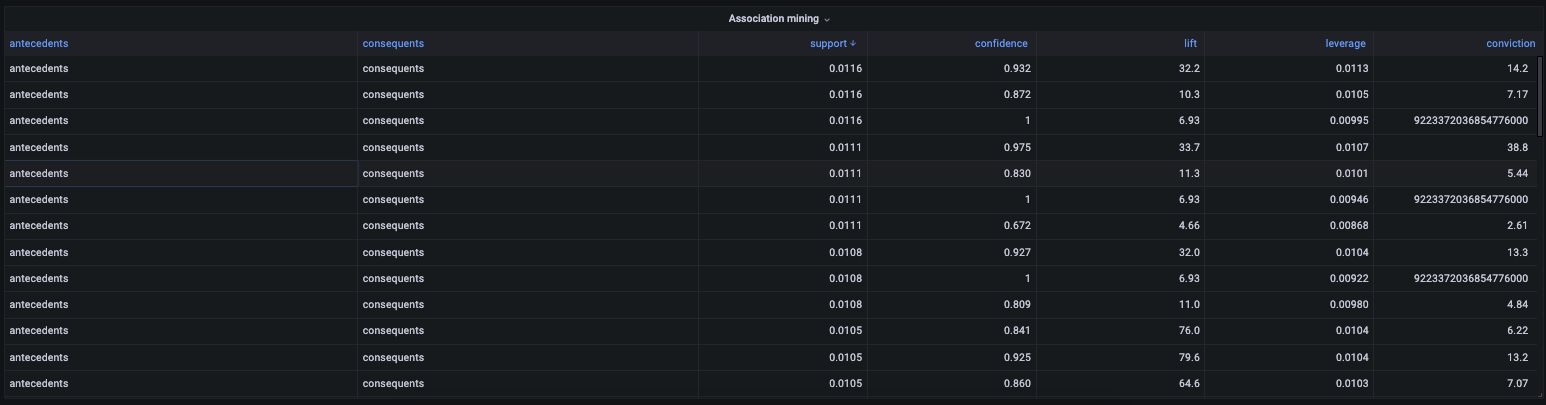 Association mining
antecedents consequents support confidence lift leverage conviction
antecedents consequents 0.0116 0.932 32.2 0.0113 14.2
antecedents consequents 0.0116 0.872 10.3 0.0105 7.17
antecedents consequents 0.0116 1 6.93 0.00995 9223372036854776000
antecedents consequents 0.0111 0.975 33.7 0.0107 38.8
antecedents consequents 0.0111 0.830 11.3 0.0101 5.44
antecedents consequents 0.0111 1 6.93 0.00946 9223372036854776000
antecedents consequents 0.0111 0.672 4.66 0.00868 2.61
antecedents consequents 0.0108 0.927 32.0 0.0104 13.3
antecedents consequents 0.0108 1 6.93 0.00922 9223372036854776000
antecedents consequents 0.0108 0.809 11.0 0.00980 4.84
antecedents consequents 0.0105 0.841 76.0 0.0104 6.22
antecedents consequents 0.0105 0.925 79.6 0.0104 13.2
antecedents consequents 0.0105 0.860 64.6 0.0103 7.07